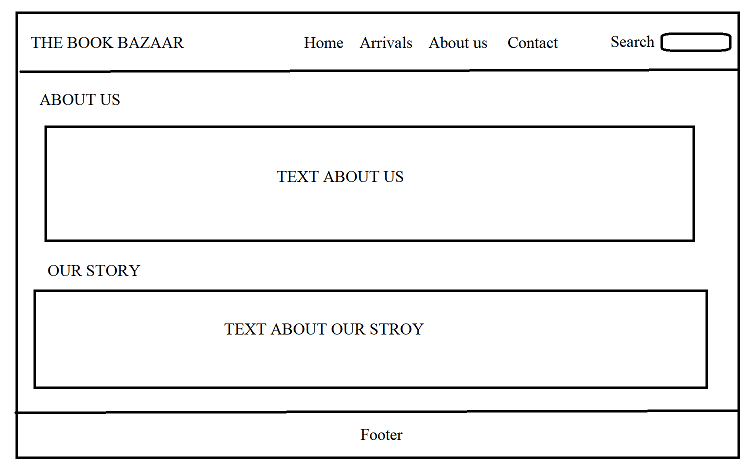 THE BOOK BAZAAR Home Arrivals About us Contact Search
ABOUT US
TEXT ABOUT US
OUR STORY
TEXT ABOUT OUR STROY
Footer